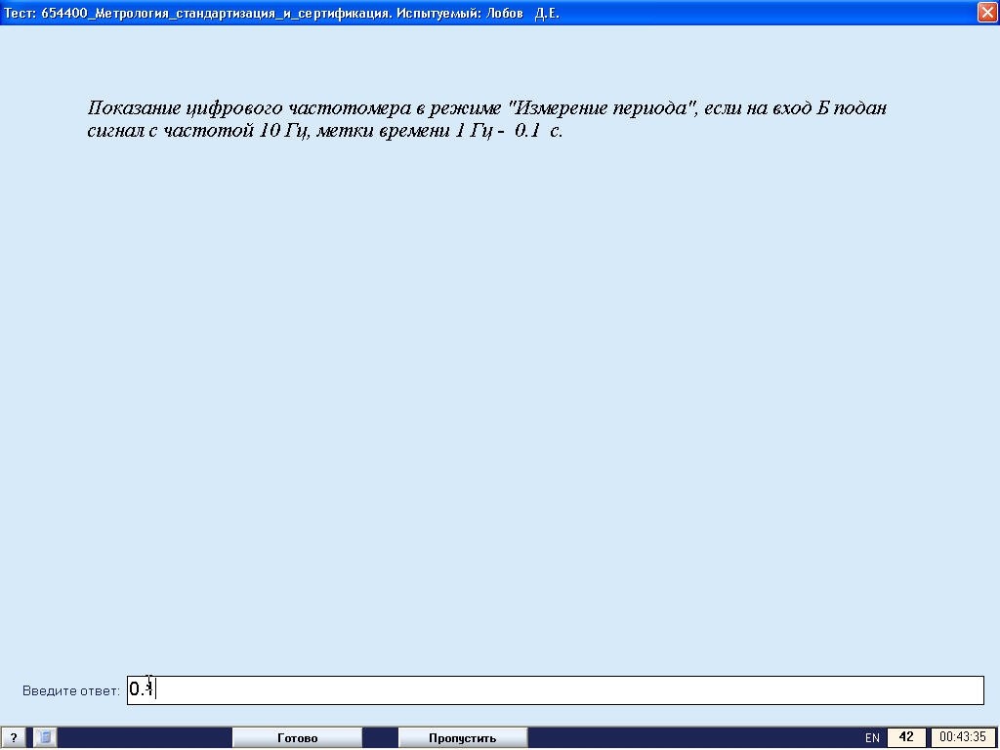 Тест: 654400_Метрология_стандартизация_и_сертификация. Испытуемый: Лобов Д.Е.
Показание цифрового частотомера в режиме "Измерение периода", если на вход Б подан
сигнал с частотой 10 Гц, метки времени 1 Гц - 0.1 с.
Введите ответ: 0.1
? Готово Пропустить EN 42 00:43:35